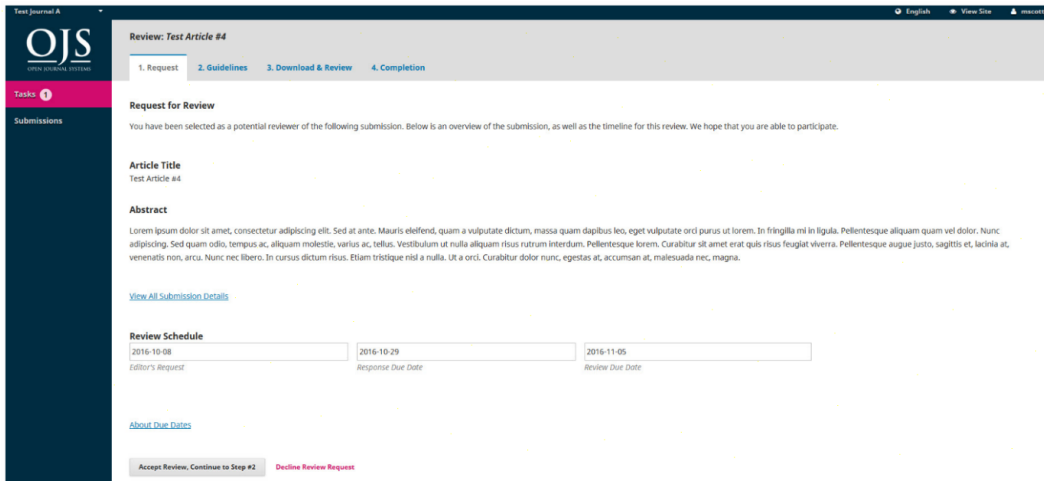 Test Journal A
English
View Site
mscott
OJS
OPEN JOURNAL SYSTEMS
Tasks 1
Submissions
Review: Test Article #4
1. Request
2. Guidelines
3. Download & Review
4. Completion
Request for Review
You have been selected as a potential reviewer of the following submission. Below is an overview of the submission, as well as the timeline for this review. We hope that you are able to participate.
Article Title
Test Article #4
Abstract
Lorem ipsum dolor sit amet, consectetur adipiscing elit. Sed at ante. Mauris eleifend, quam a vulputate dictum, massa quam dapibus leo, eget vulputate orci purus ut lorem. In fringilla mi in ligula. Pellentesque aliquam quam vel dolor. Nunc
adipiscing. Sed quam odio, tempus ac, aliquam molestie, varius ac, tellus. Vestibulum ut nulla aliquam risus rutrum interdum. Pellentesque lorem. Curabitur sit amet erat quis risus feugiat viverra. Pellentesque augue justo, sagittis et, lacinia at,
venenatis non, arcu. Nunc nec libero. In cursus dictum risus. Etiam tristique nisl a nulla. Ut a orci. Curabitur dolor nunc, egestas at, accumsan at, malesuada nec, magna.
View All Submission Details
Review Schedule
2016-10-08
2016-10-29
2016-11-05
Editor's Request
Response Due Date
Review Due Date
About Due Dates
Accept Review, Continue to Step #2
Decline Review Request